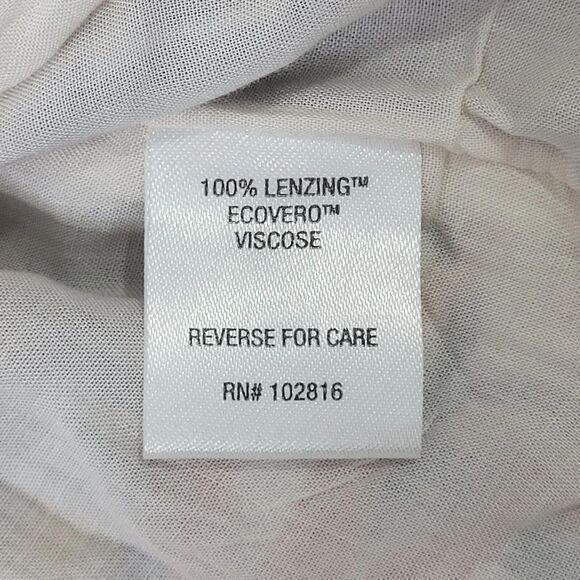 100% LENZING™
ECOVERO™
VISCOSE
REVERSE FOR CARE
RN# 102816